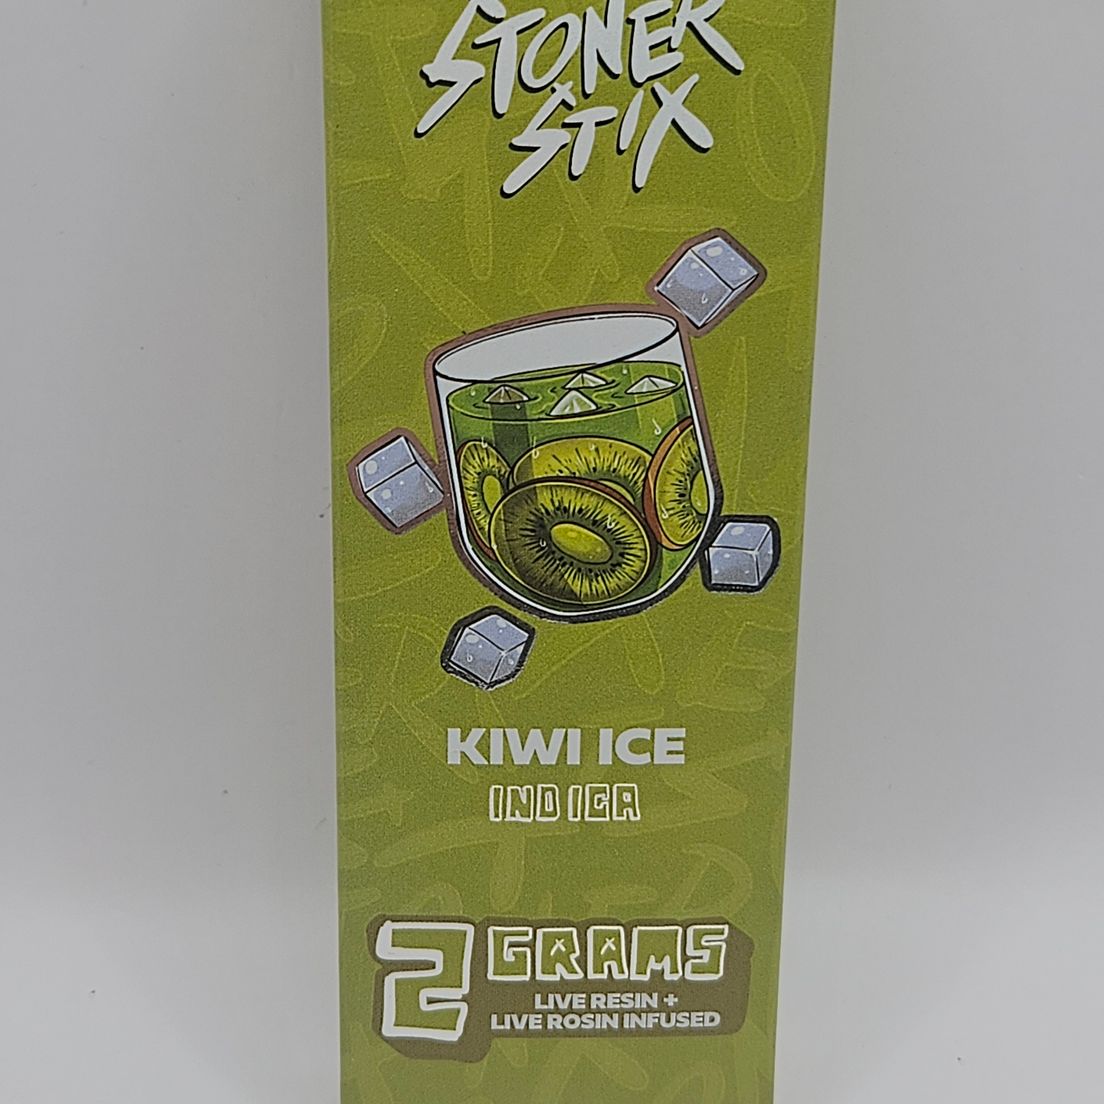 STONER
STIX
KIWI ICE
INDICA
2 GRAMS
LIVE RESIN +
LIVE ROSIN INFUSED